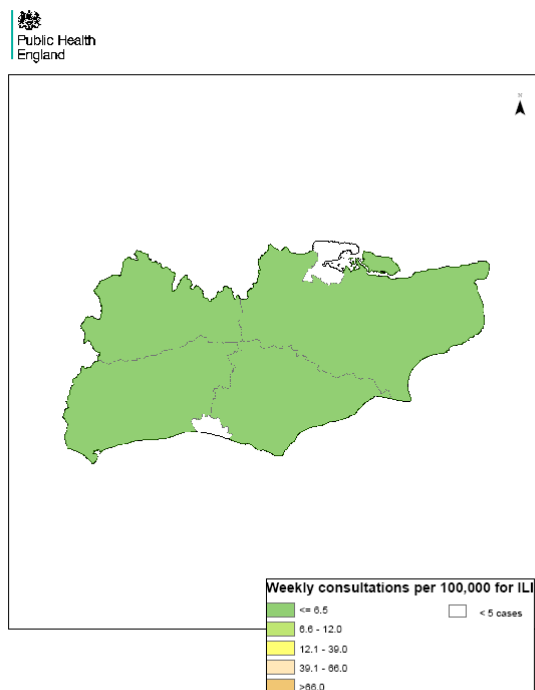 Public Health
England
N
Weekly consultations per 100,000 for ILI
<= 6.5
< 5 cases
6.6 - 12.0
12.1 - 39.0
39.1 - 66.0
>66.0